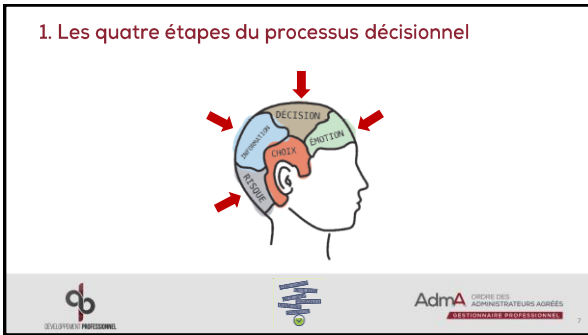 1. Les quatre étapes du processus décisionnel
DÉCISION
INFORMATION
ÉMOTION
CHOIX
RISQUE
DÉVELOPPEMENT PROFESSIONNEL
AdmA
ORDRE DES
ADMINISTRATEURS AGRÉÉS
GESTIONNAIRE PROFESSIONNEL
7